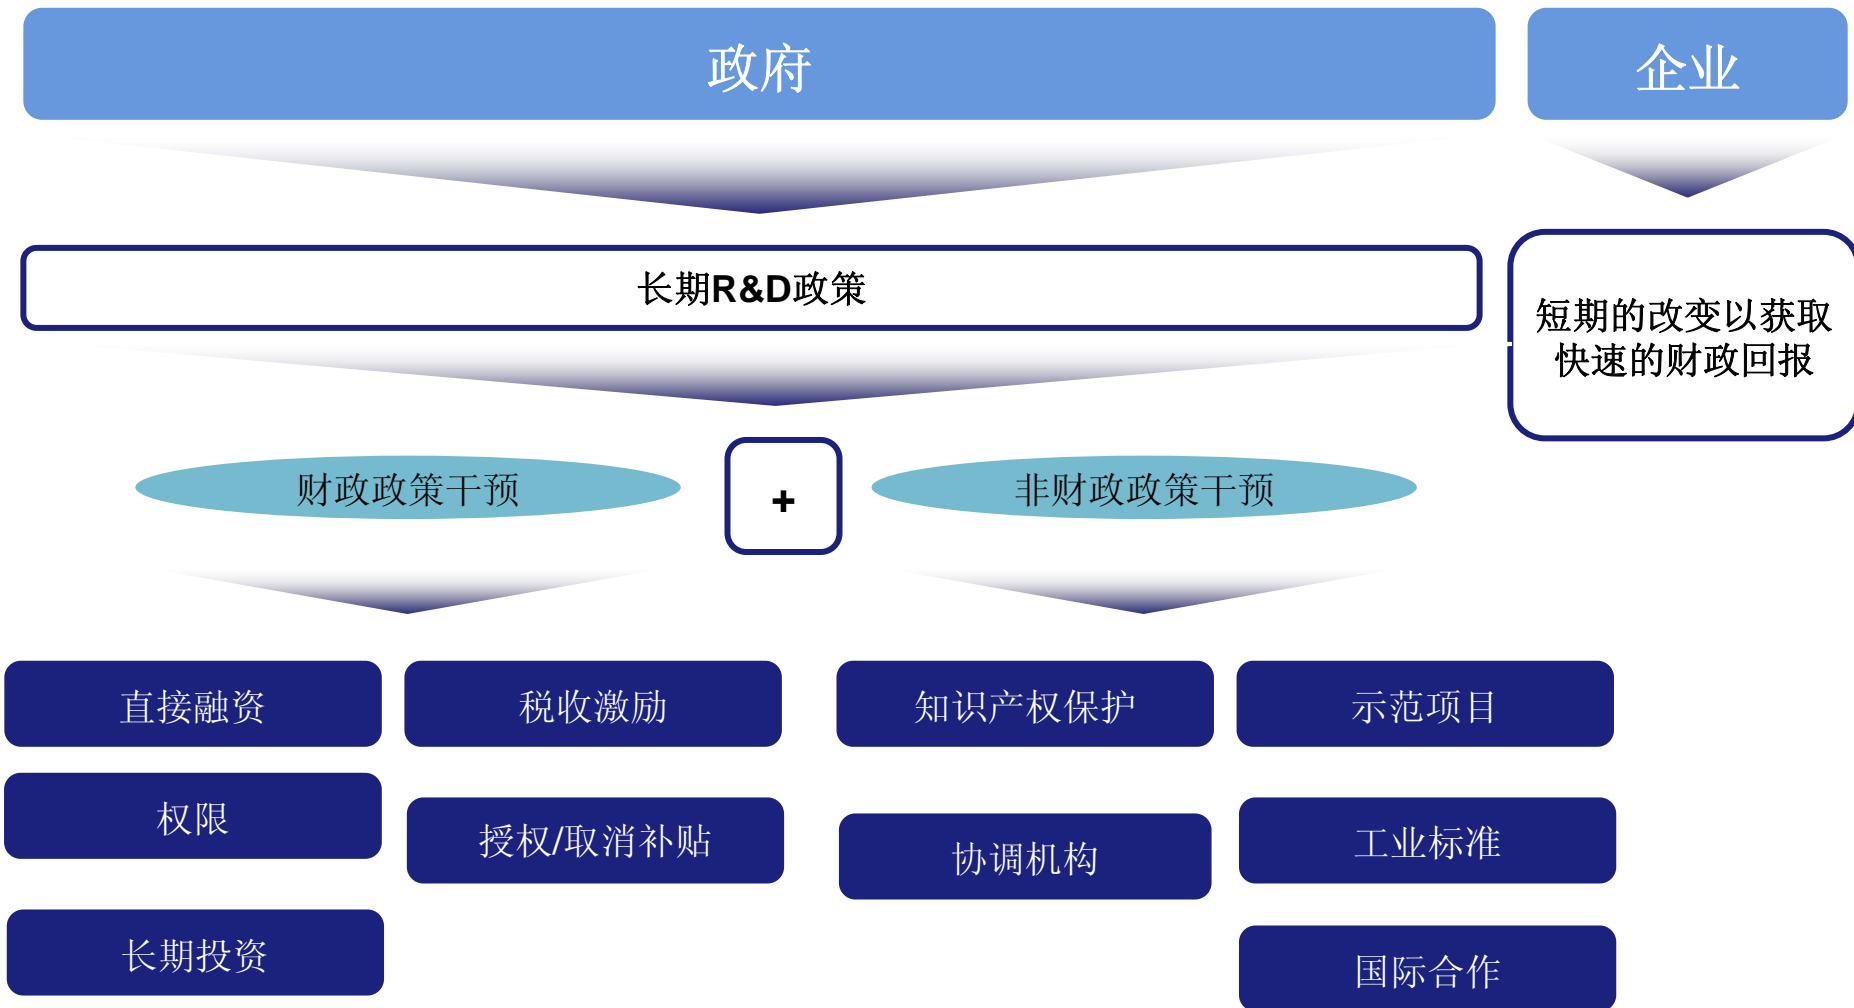 政府
企业
长期R&D政策
短期的改变以获取
快速的财政回报
财政政策干预
+
非财政政策干预
直接融资
税收激励
知识产权保护
示范项目
权限
授权/取消补贴
协调机构
工业标准
长期投资
国际合作